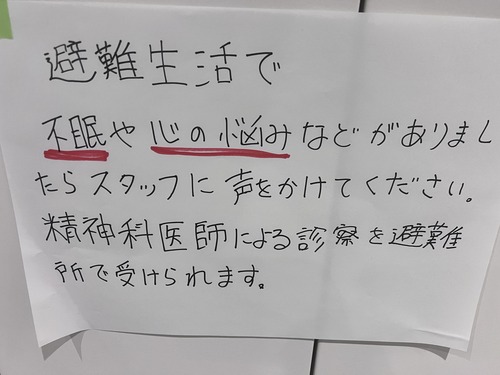 避難生活で
不眠や心の悩みなどがありまし
たらスタッフに声をかけてください。
精神科医師による診察を避難
所で受けられます。